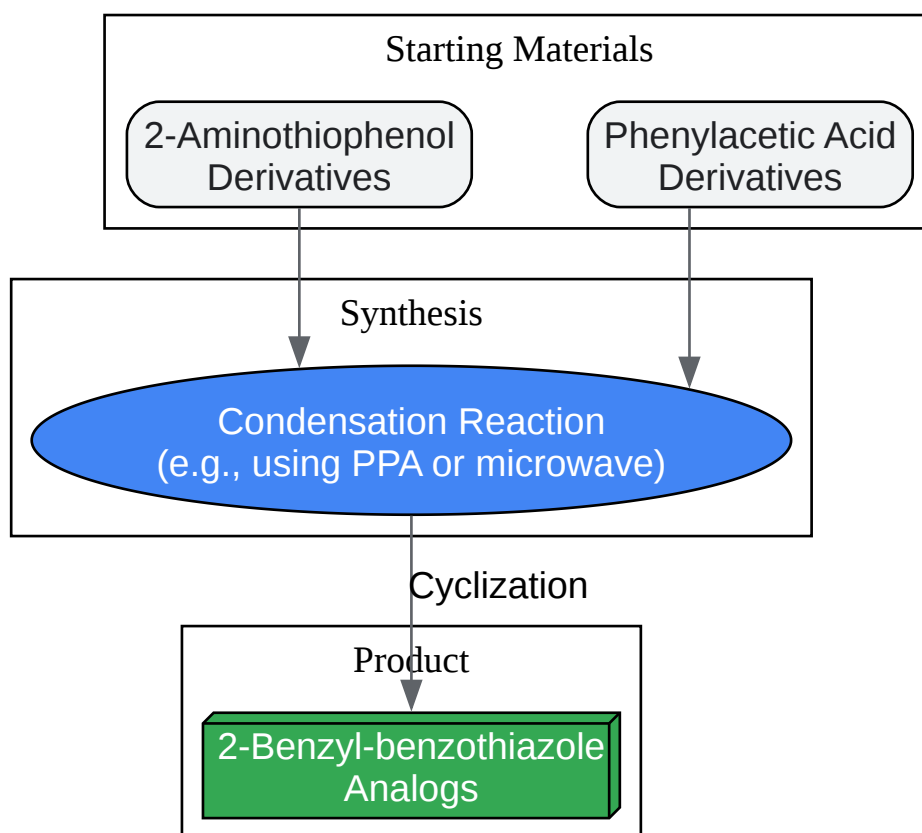 Starting Materials
2-Aminothiophenol
Derivatives
Phenylacetic Acid
Derivatives
Synthesis
Condensation Reaction
(e.g., using PPA or microwave)
Cyclization
Product
2-Benzyl-benzothiazole
Analogs